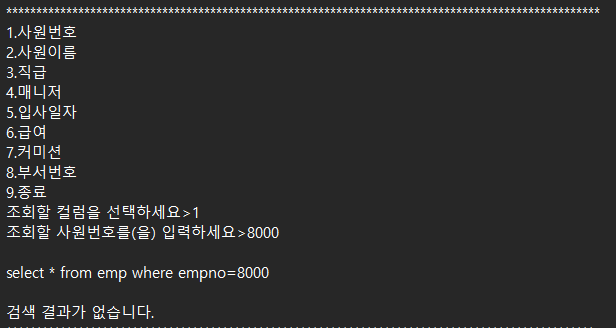 ****************************************************************************************************
1.사원번호
2.사원이름
3.직급
4.매니저
5.입사일자
6.급여
7.커미션
8.부서번호
9.종료
조회할 컬럼을 선택하세요>1
조회할 사원번호를(을) 입력하세요>8000
select * from emp where empno=8000
검색 결과가 없습니다.